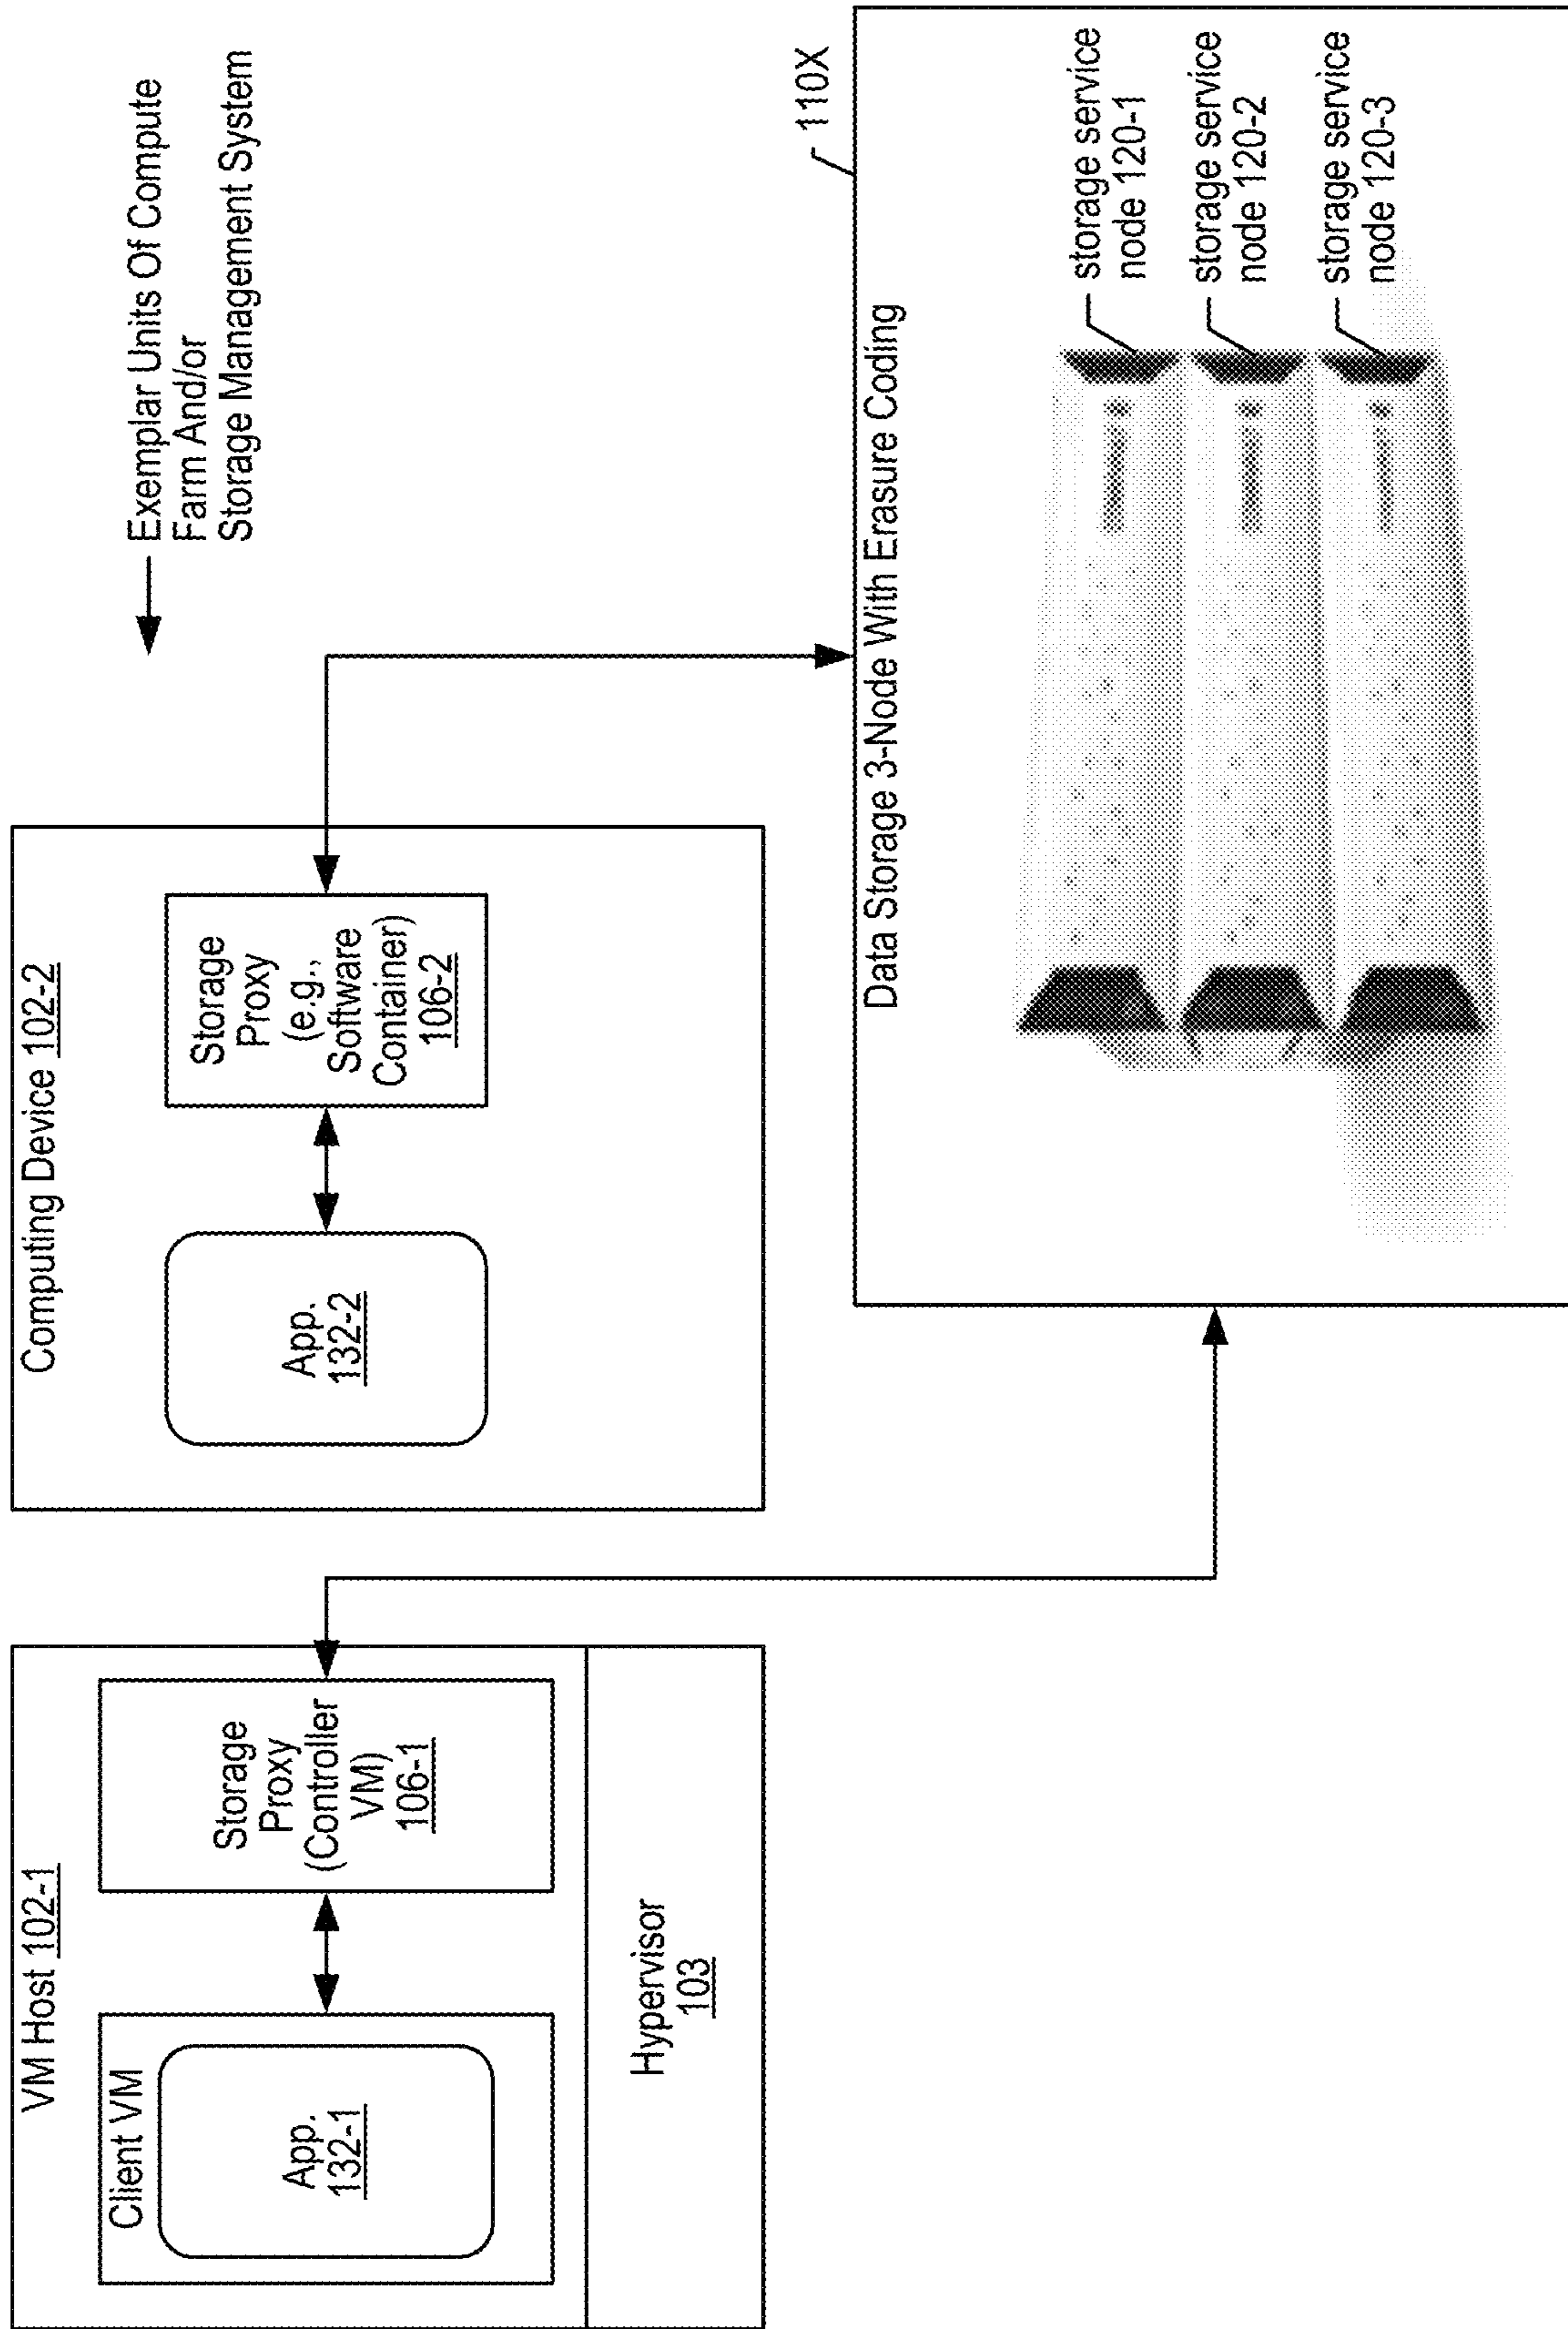 Exemplar Units Of Compute
Farm And/or
Storage Management System
VM Host 102-1
Client VM
App.
132-1
Storage
Proxy
(Controller
VM)
106-1
Hypervisor
103
Computing Device 102-2
App.
132-2
Storage
Proxy
(e.g.,
Software
Container)
106-2
110X
Data Storage 3-Node With Erasure Coding
storage service
node 120-1
storage service
node 120-2
storage service
node 120-3